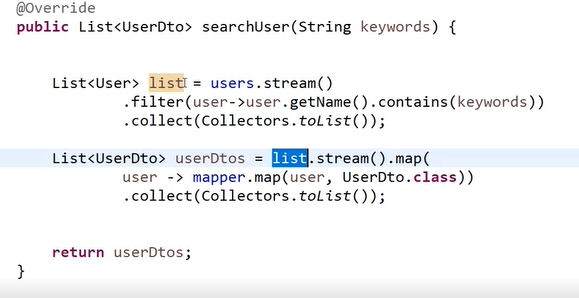 @Override
public List<UserDto> searchUser(String keywords) {
List<User> list = users.stream()
.filter(user->user.getName().contains(keywords))
.collect(Collectors.toList());
List<UserDto> userDtos = list.stream().map(
user -> mapper.map(user, UserDto.class))
.collect(Collectors.toList());
return userDtos;
}